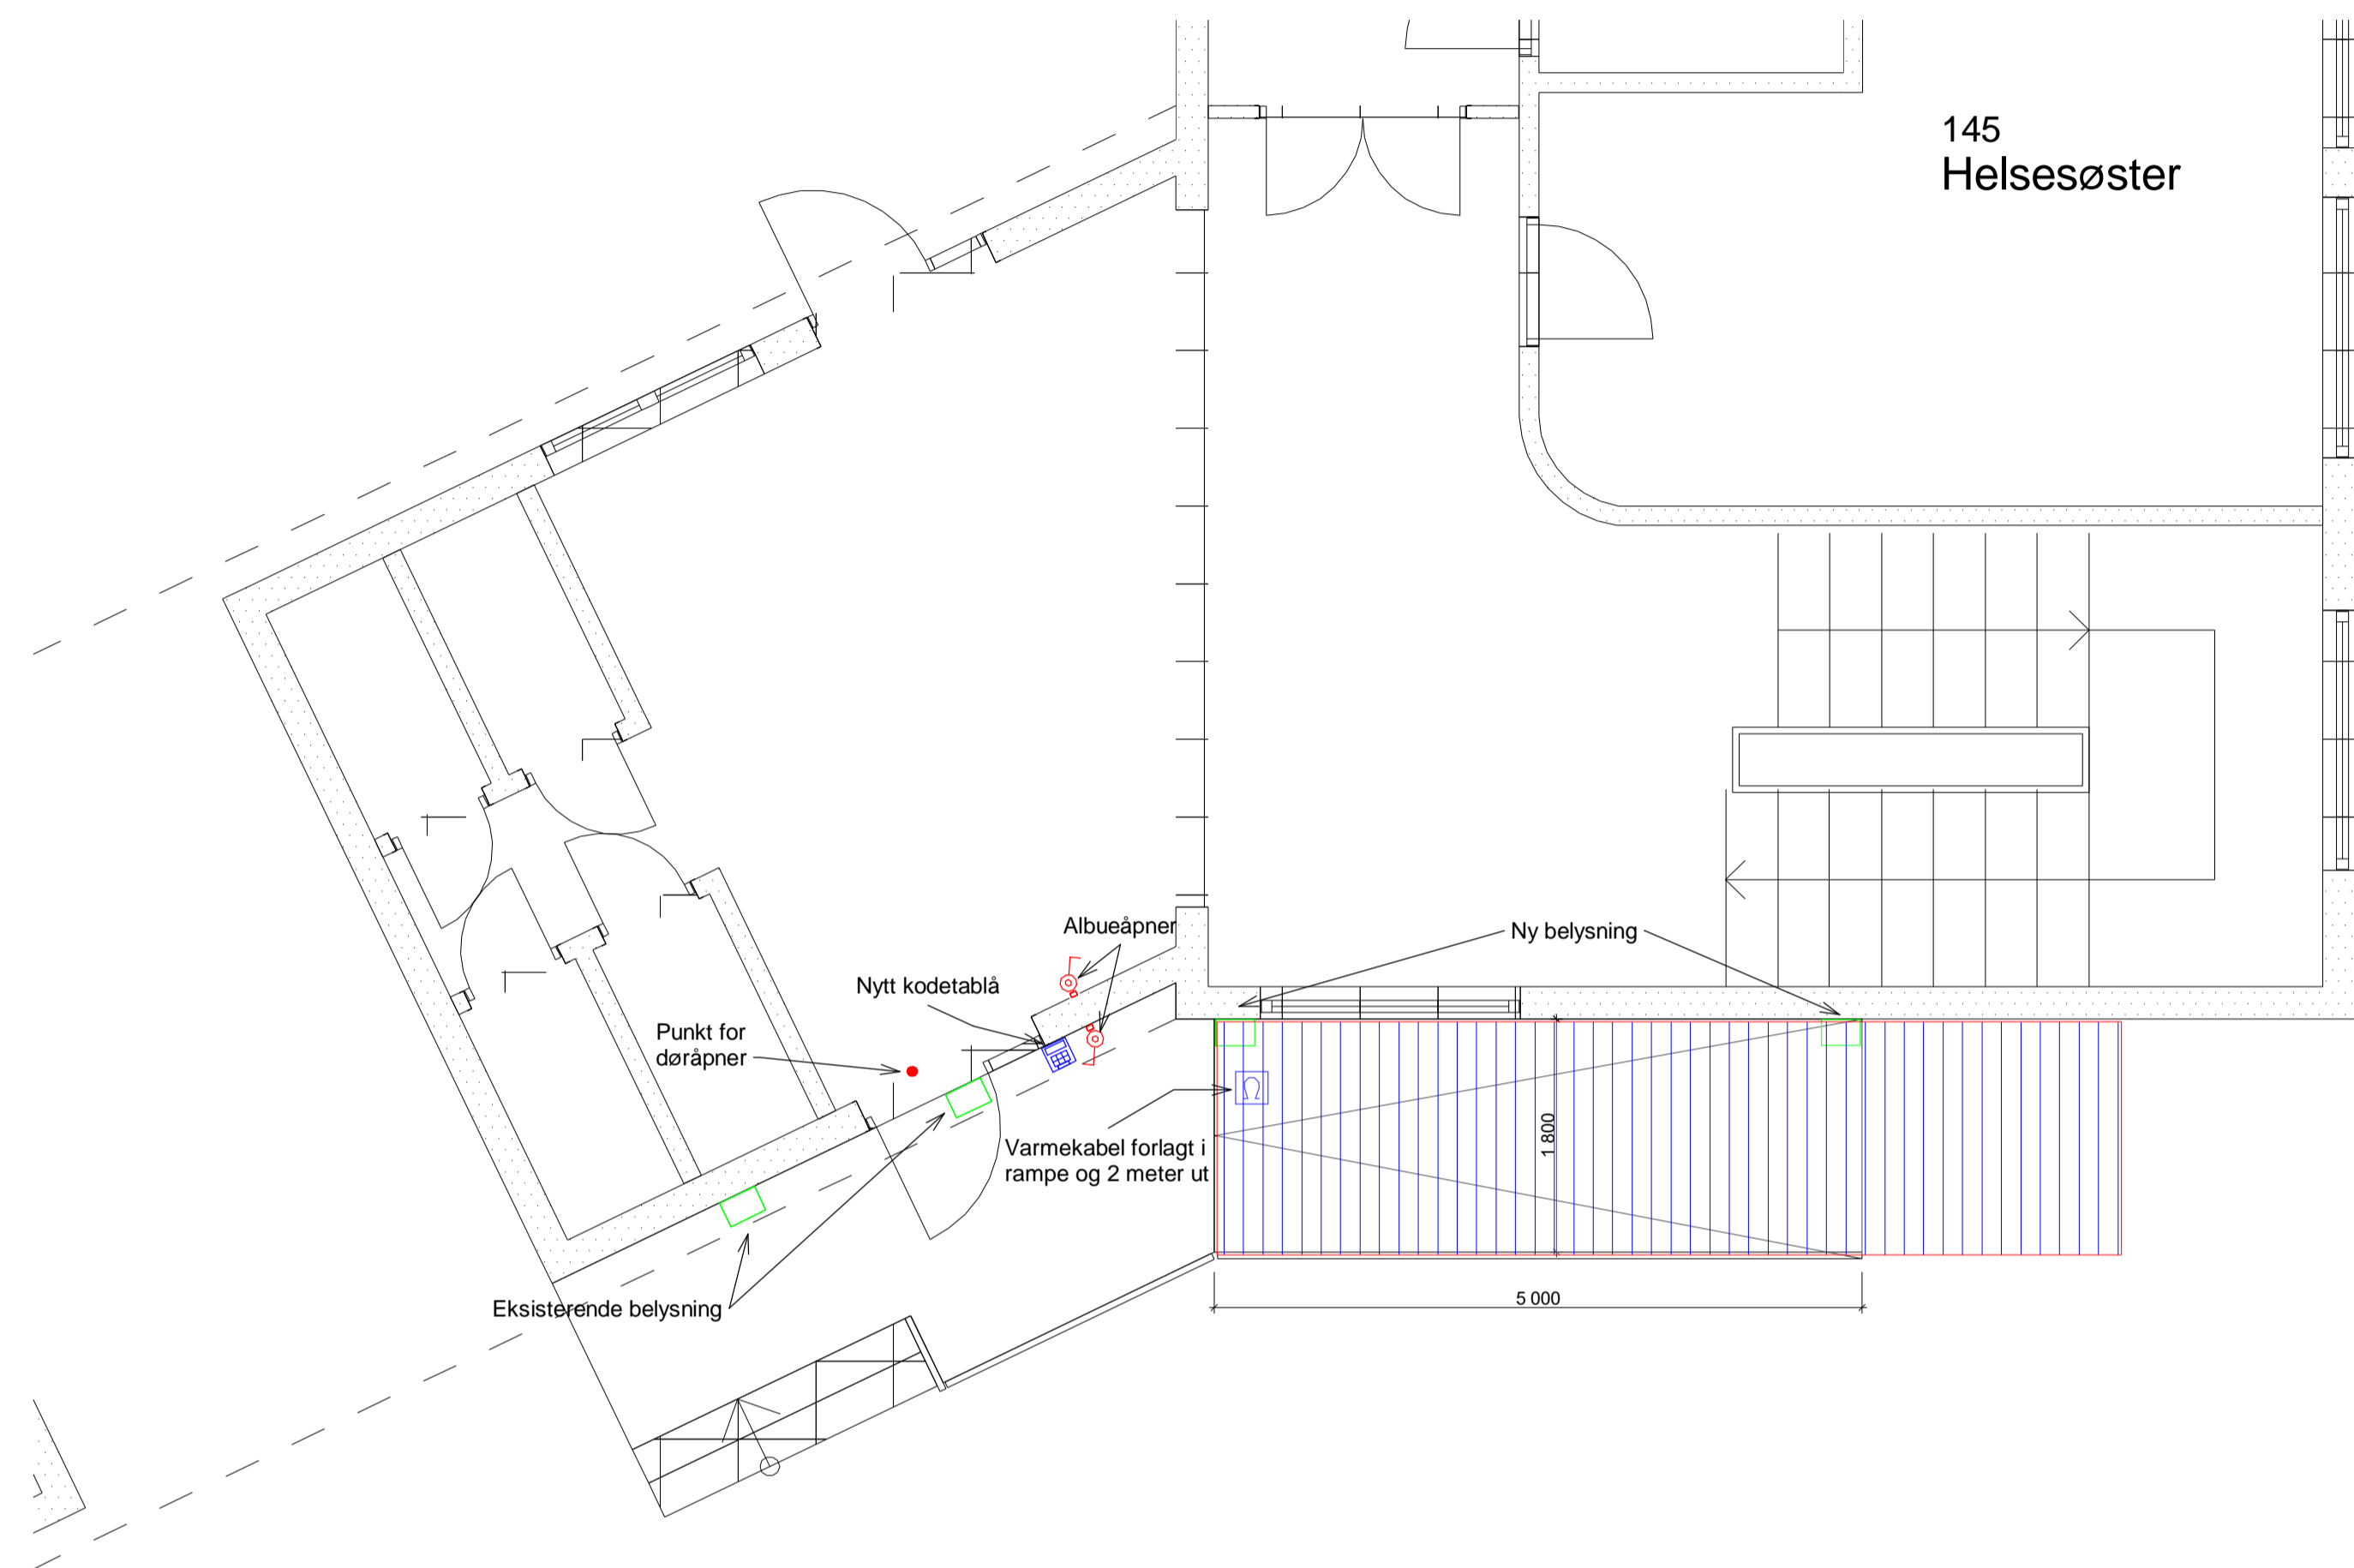 145
Helsesøster
Albueåpner
Ny belysning
Nytt kodetablå
Punkt for
døråpner
Varmekabel forlagt i
rampe og 2 meter ut
1 800
5 000
Eksisterende belysning